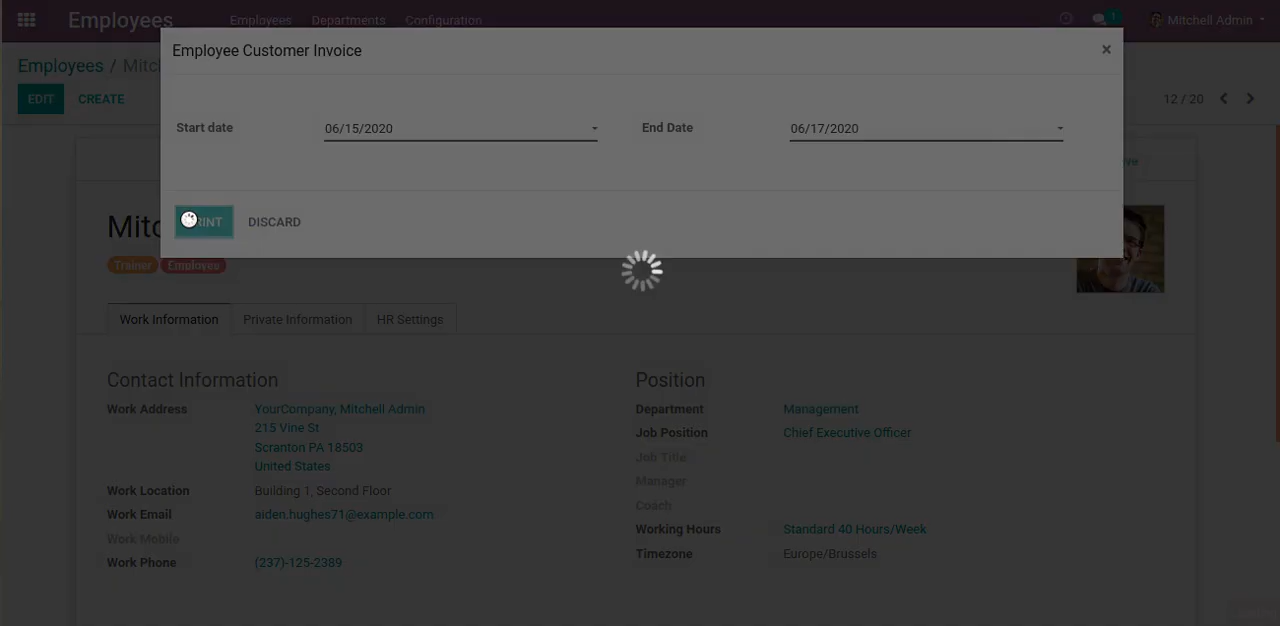 Employees Employees Departments Configuration 1 Mitchell Admin
Employee Customer Invoice ×
Employees / Mitc
EDIT CREATE 12 / 20
Start date 06/15/2020 End Date 06/17/2020
DISCARD
Trainer Employee
Work Information Private Information HR Settings
Contact Information
Work Address YourCompany, Mitchell Admin
215 Vine St
Scranton PA 18503
United States
Work Location Building 1, Second Floor
Work Email aiden.hughes71@example.com
Work Mobile
Work Phone (237)-125-2389
Position
Department Management
Job Position Chief Executive Officer
Job Title
Manager
Coach
Working Hours Standard 40 Hours/Week
Timezone Europe/Brussels